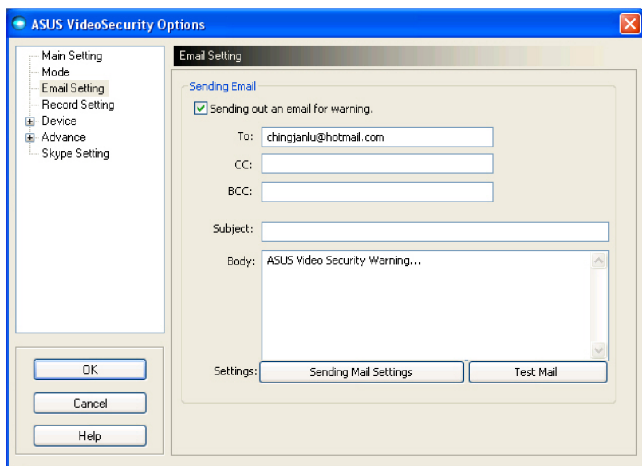 ASUS VideoSecurity Options
Main Setting
Mode
Email Setting
Record Setting
Device
Advance
Skype Setting
OK
Cancel
Help
Email Setting
Sending Email
Sending out an email for warning.
To: chingjanlu@hotmail.com
CC:
BCC:
Subject:
Body: ASUS Video Security Warning...
Settings: Sending Mail Settings Test Mail